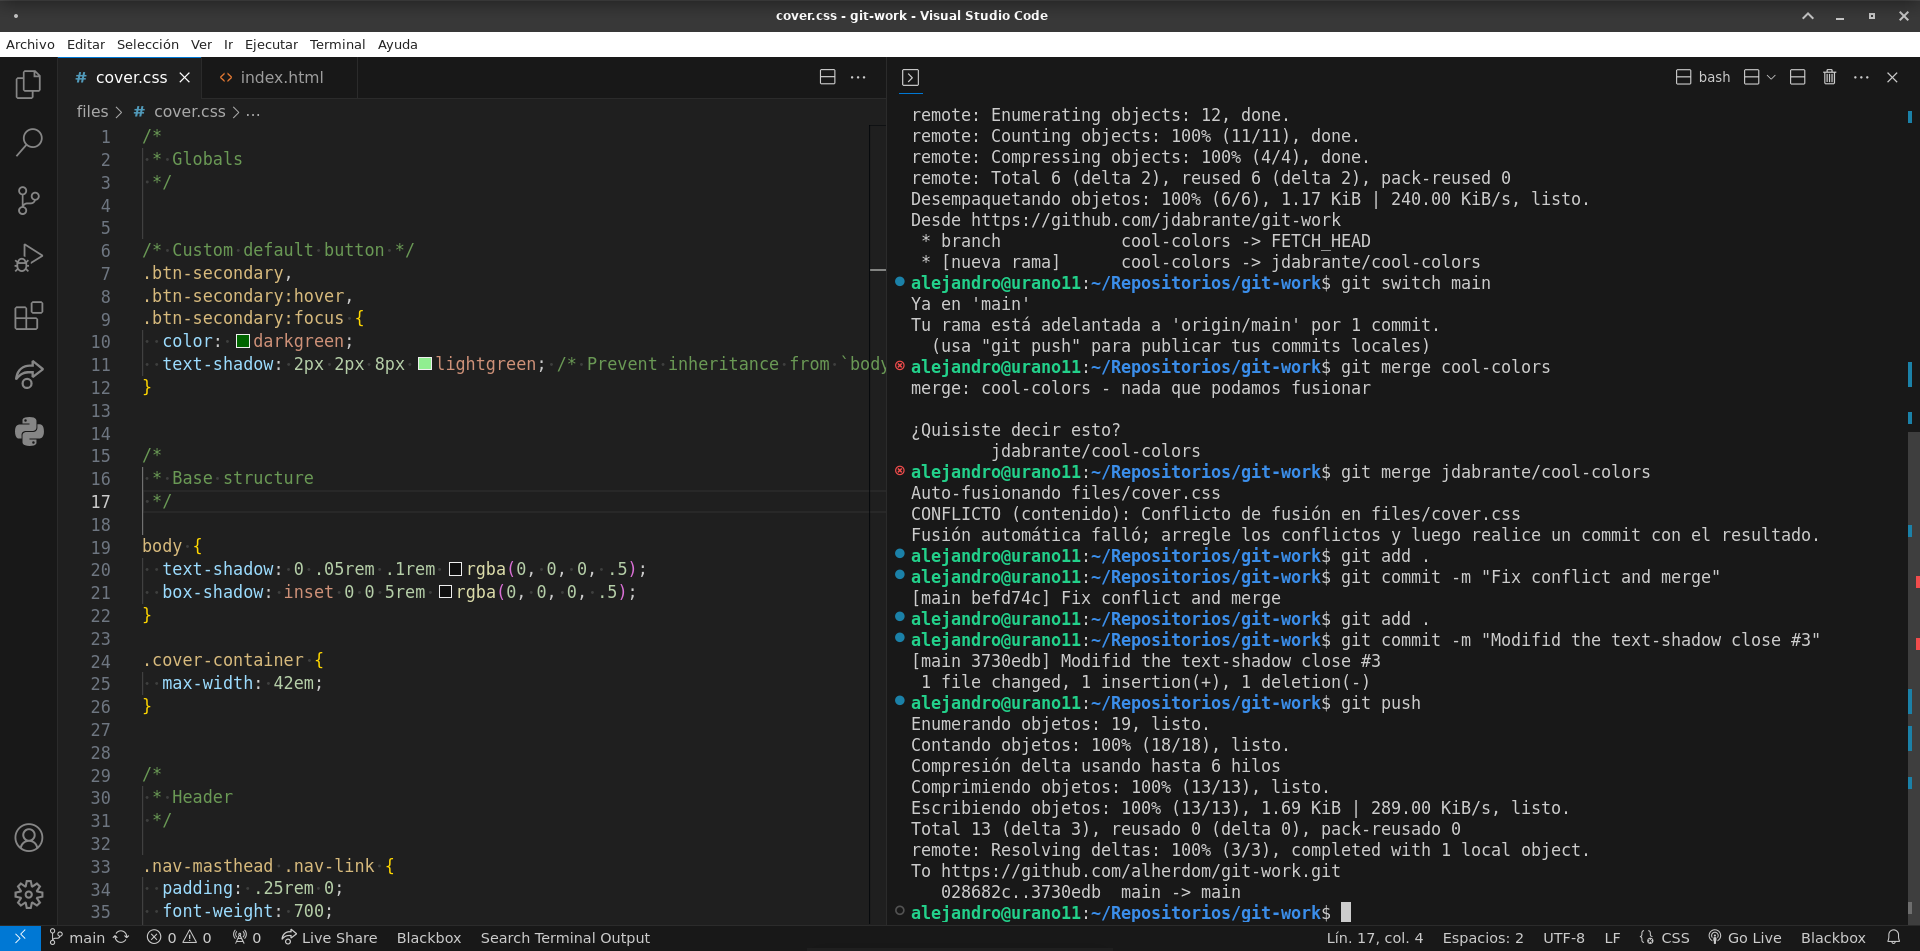 cover.css - git-work - Visual Studio Code
Archivo Editar Selección Ver Ir Ejecutar Terminal Ayuda
# cover.css <> index.html
files > # cover.css > ...
1 /*
2 * Globals
3 */
4
5
6 /* Custom default button */
7 .btn-secondary,
8 .btn-secondary:hover,
9 .btn-secondary:focus {
10 color: darkgreen;
11 text-shadow: 2px 2px 8px lightgreen; /* Prevent inheritance from `body
12 }
13
14
15 /*
16 * Base structure
17 */
18
19 body {
20 text-shadow: 0 .05rem .1rem rgba(0, 0, 0, .5);
21 box-shadow: inset 0 0 5rem rgba(0, 0, 0, .5);
22 }
23
24 .cover-container {
25 max-width: 42em;
26 }
27
28
29 /*
30 * Header
31 */
32
33 .nav-masthead .nav-link {
34 padding: .25rem 0;
35 font-weight: 700;
bash
remote: Enumerating objects: 12, done.
remote: Counting objects: 100% (11/11), done.
remote: Compressing objects: 100% (4/4), done.
remote: Total 6 (delta 2), reused 6 (delta 2), pack-reused 0
Desempaquetando objetos: 100% (6/6), 1.17 KiB | 240.00 KiB/s, listo.
Desde https://github.com/jdabrante/git-work
* branch cool-colors -> FETCH_HEAD
* [nueva rama] cool-colors -> jdabrante/cool-colors
alejandro@urano11:~/Repositorios/git-work$ git switch main
Ya en 'main'
Tu rama está adelantada a 'origin/main' por 1 commit.
(usa "git push" para publicar tus commits locales)
alejandro@urano11:~/Repositorios/git-work$ git merge cool-colors
merge: cool-colors - nada que podamos fusionar
¿Quisiste decir esto?
jdabrante/cool-colors
alejandro@urano11:~/Repositorios/git-work$ git merge jdabrante/cool-colors
Auto-fusionando files/cover.css
CONFLICTO (contenido): Conflicto de fusión en files/cover.css
Fusión automática falló; arregle los conflictos y luego realice un commit con el resultado.
alejandro@urano11:~/Repositorios/git-work$ git add .
alejandro@urano11:~/Repositorios/git-work$ git commit -m "Fix conflict and merge"
[main befd74c] Fix conflict and merge
alejandro@urano11:~/Repositorios/git-work$ git add .
alejandro@urano11:~/Repositorios/git-work$ git commit -m "Modifid the text-shadow close #3"
[main 3730edb] Modifid the text-shadow close #3
1 file changed, 1 insertion(+), 1 deletion(-)
alejandro@urano11:~/Repositorios/git-work$ git push
Enumerando objetos: 19, listo.
Contando objetos: 100% (18/18), listo.
Compresión delta usando hasta 6 hilos
Comprimiendo objetos: 100% (13/13), listo.
Escribiendo objetos: 100% (13/13), 1.69 KiB | 289.00 KiB/s, listo.
Total 13 (delta 3), reusado 0 (delta 0), pack-reusado 0
remote: Resolving deltas: 100% (3/3), completed with 1 local object.
To https://github.com/alherdom/git-work.git
028682c..3730edb main -> main
alejandro@urano11:~/Repositorios/git-work$
main 0 0 0 Live Share Blackbox Search Terminal Output Lín. 17, col. 4 Espacios: 2 UTF-8 LF CSS Go Live Blackbox